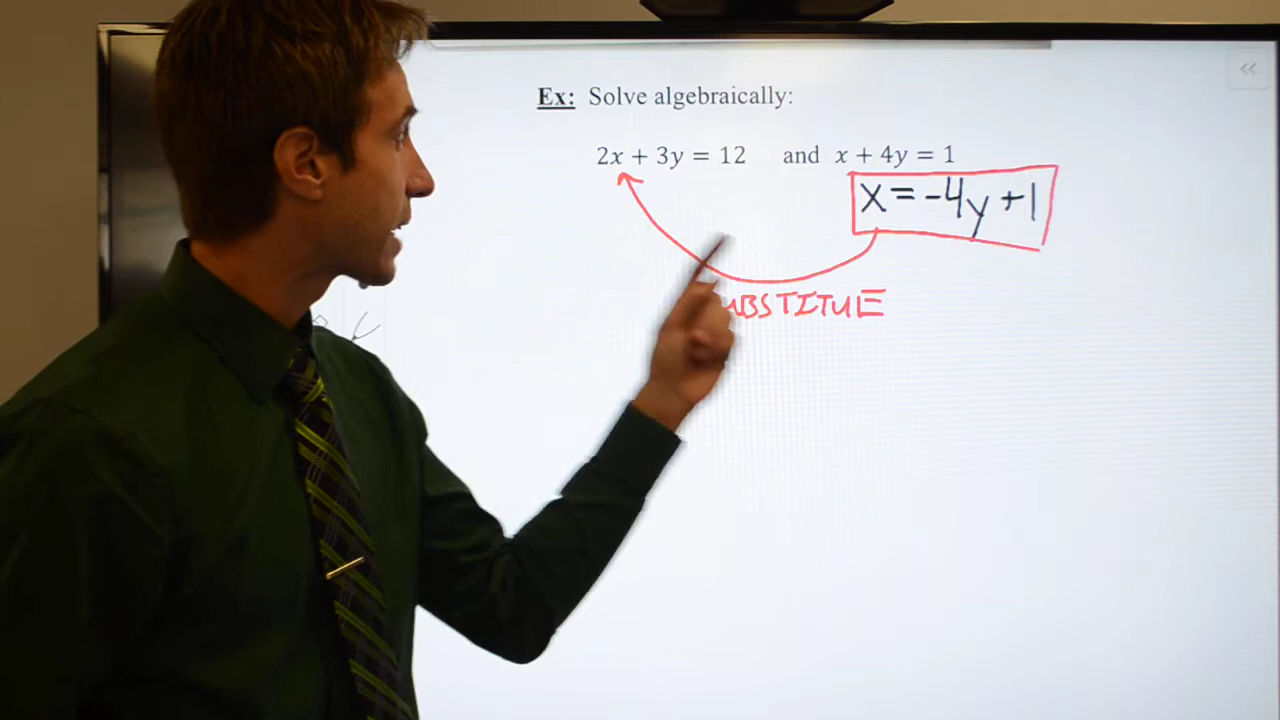 Ex: Solve algebraically:
2x + 3y = 12 and x + 4y = 1
x = -4y + 1
UBSTITUE